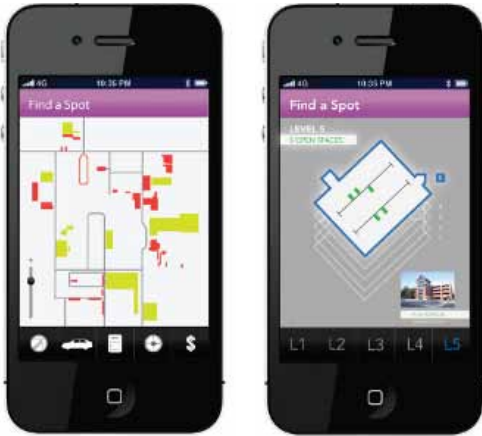 4G 10:35 PM
Find a Spot
$
4G 10:35 PM
Find a Spot
LEVEL 5
5 OPEN SPACES
5
L1 L2 L3 L4 L5